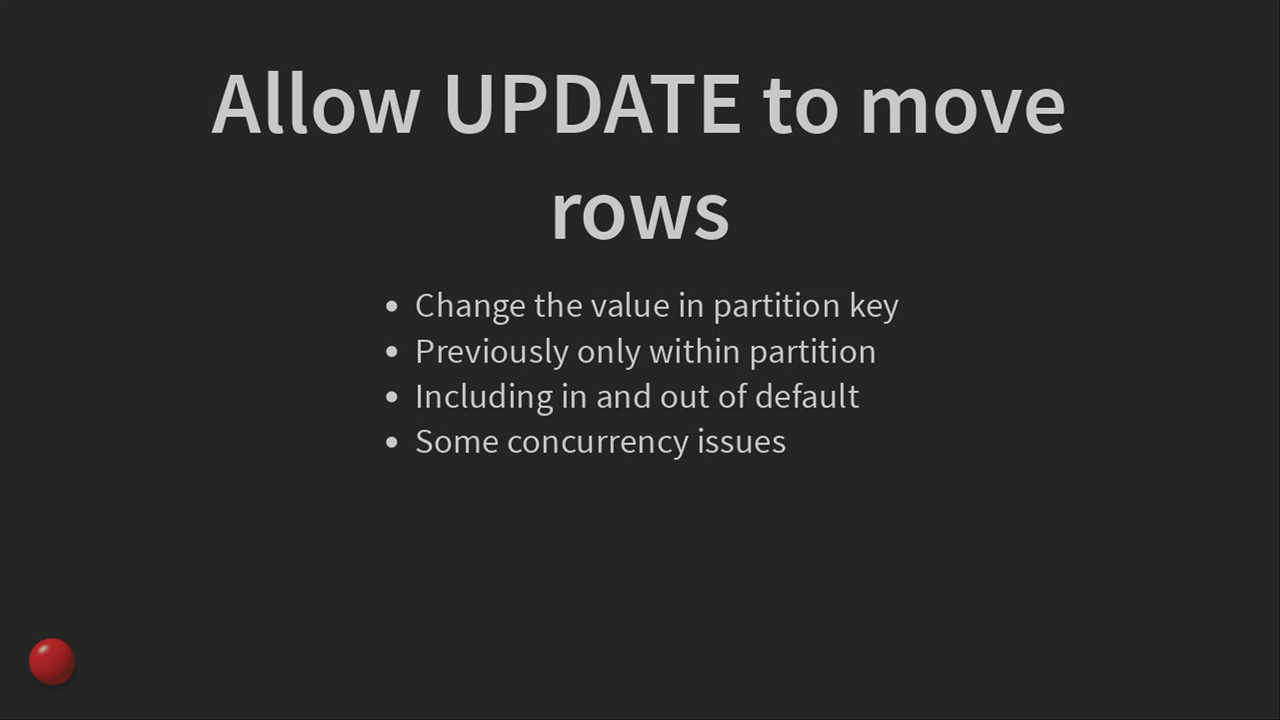 Allow UPDATE to move
rows
• Change the value in partition key
• Previously only within partition
• Including in and out of default
• Some concurrency issues